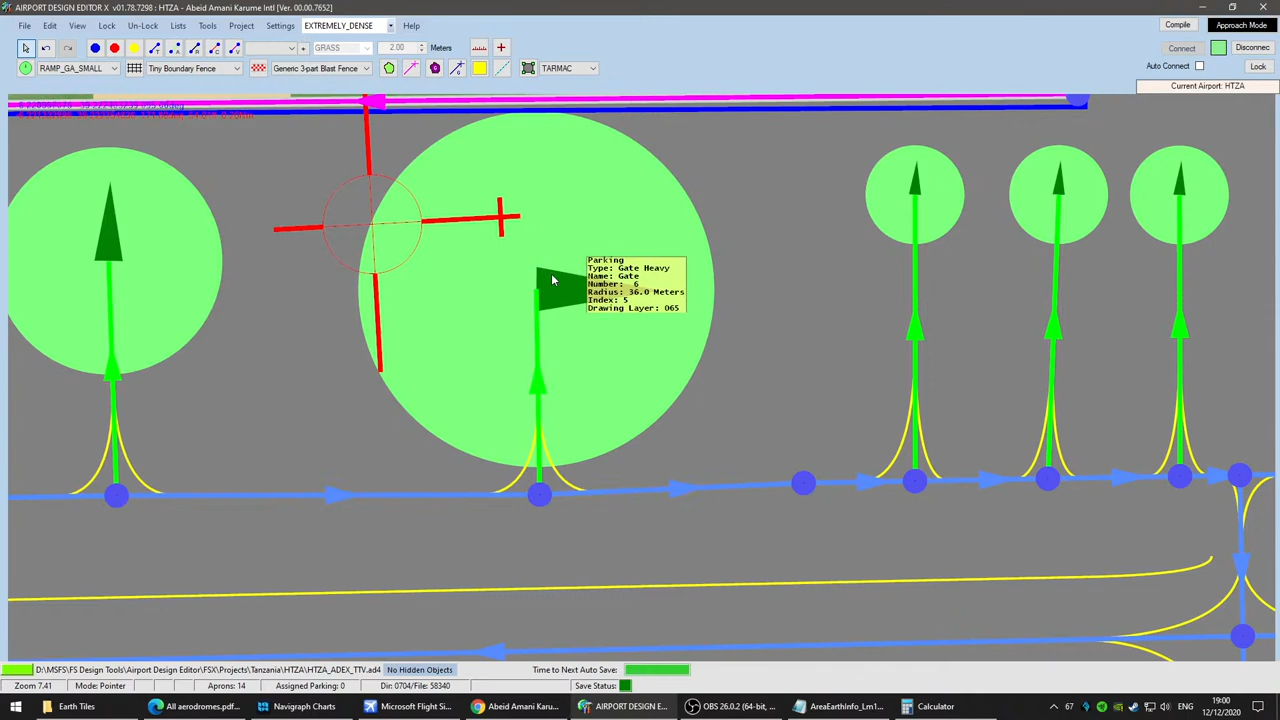 AIRPORT DESIGN EDITOR X v01.78.7298 : HTZA -- Abeid Amani Karume Intl [Ver. 00.00.7652]
File Edit View Lock Un-Lock Lists Tools Project Settings EXTREMELY_DENSE Help
Compile Approach Mode
GRASS 2.00 Meters
Connect Disconnect
RAMP_GA_SMALL Tiny Boundary Fence Generic 3-part Blast Fence TARMAC
Auto Connect Lock
Current Airport: HTZA
Parking
Type: Gate Heavy
Name: Gate
Number: 6
Radius: 36.0 Meters
Index: 5
Drawing Layer: 065
D:\MSFS\FS Design Tools\Airport Design Editor\FSX\Projects\Tanzania\HTZA\HTZA_ADEX_TTV.ad4 No Hidden Objects Time to Next Auto Save:
Zoom 7.41 Mode: Pointer Aprons: 14 Assigned Parking: 0 Dir: 0704/File: 58340 Save Status:
Earth Tiles All aerodromes.pdf... Navigraph Charts Microsoft Flight Si... Abeid Amani Karu... AIRPORT DESIGN E... OBS 26.0.2 (64-bit, ... AreaEarthInfo_Lm1... Calculator 67 ENG 19:00
12/12/2020